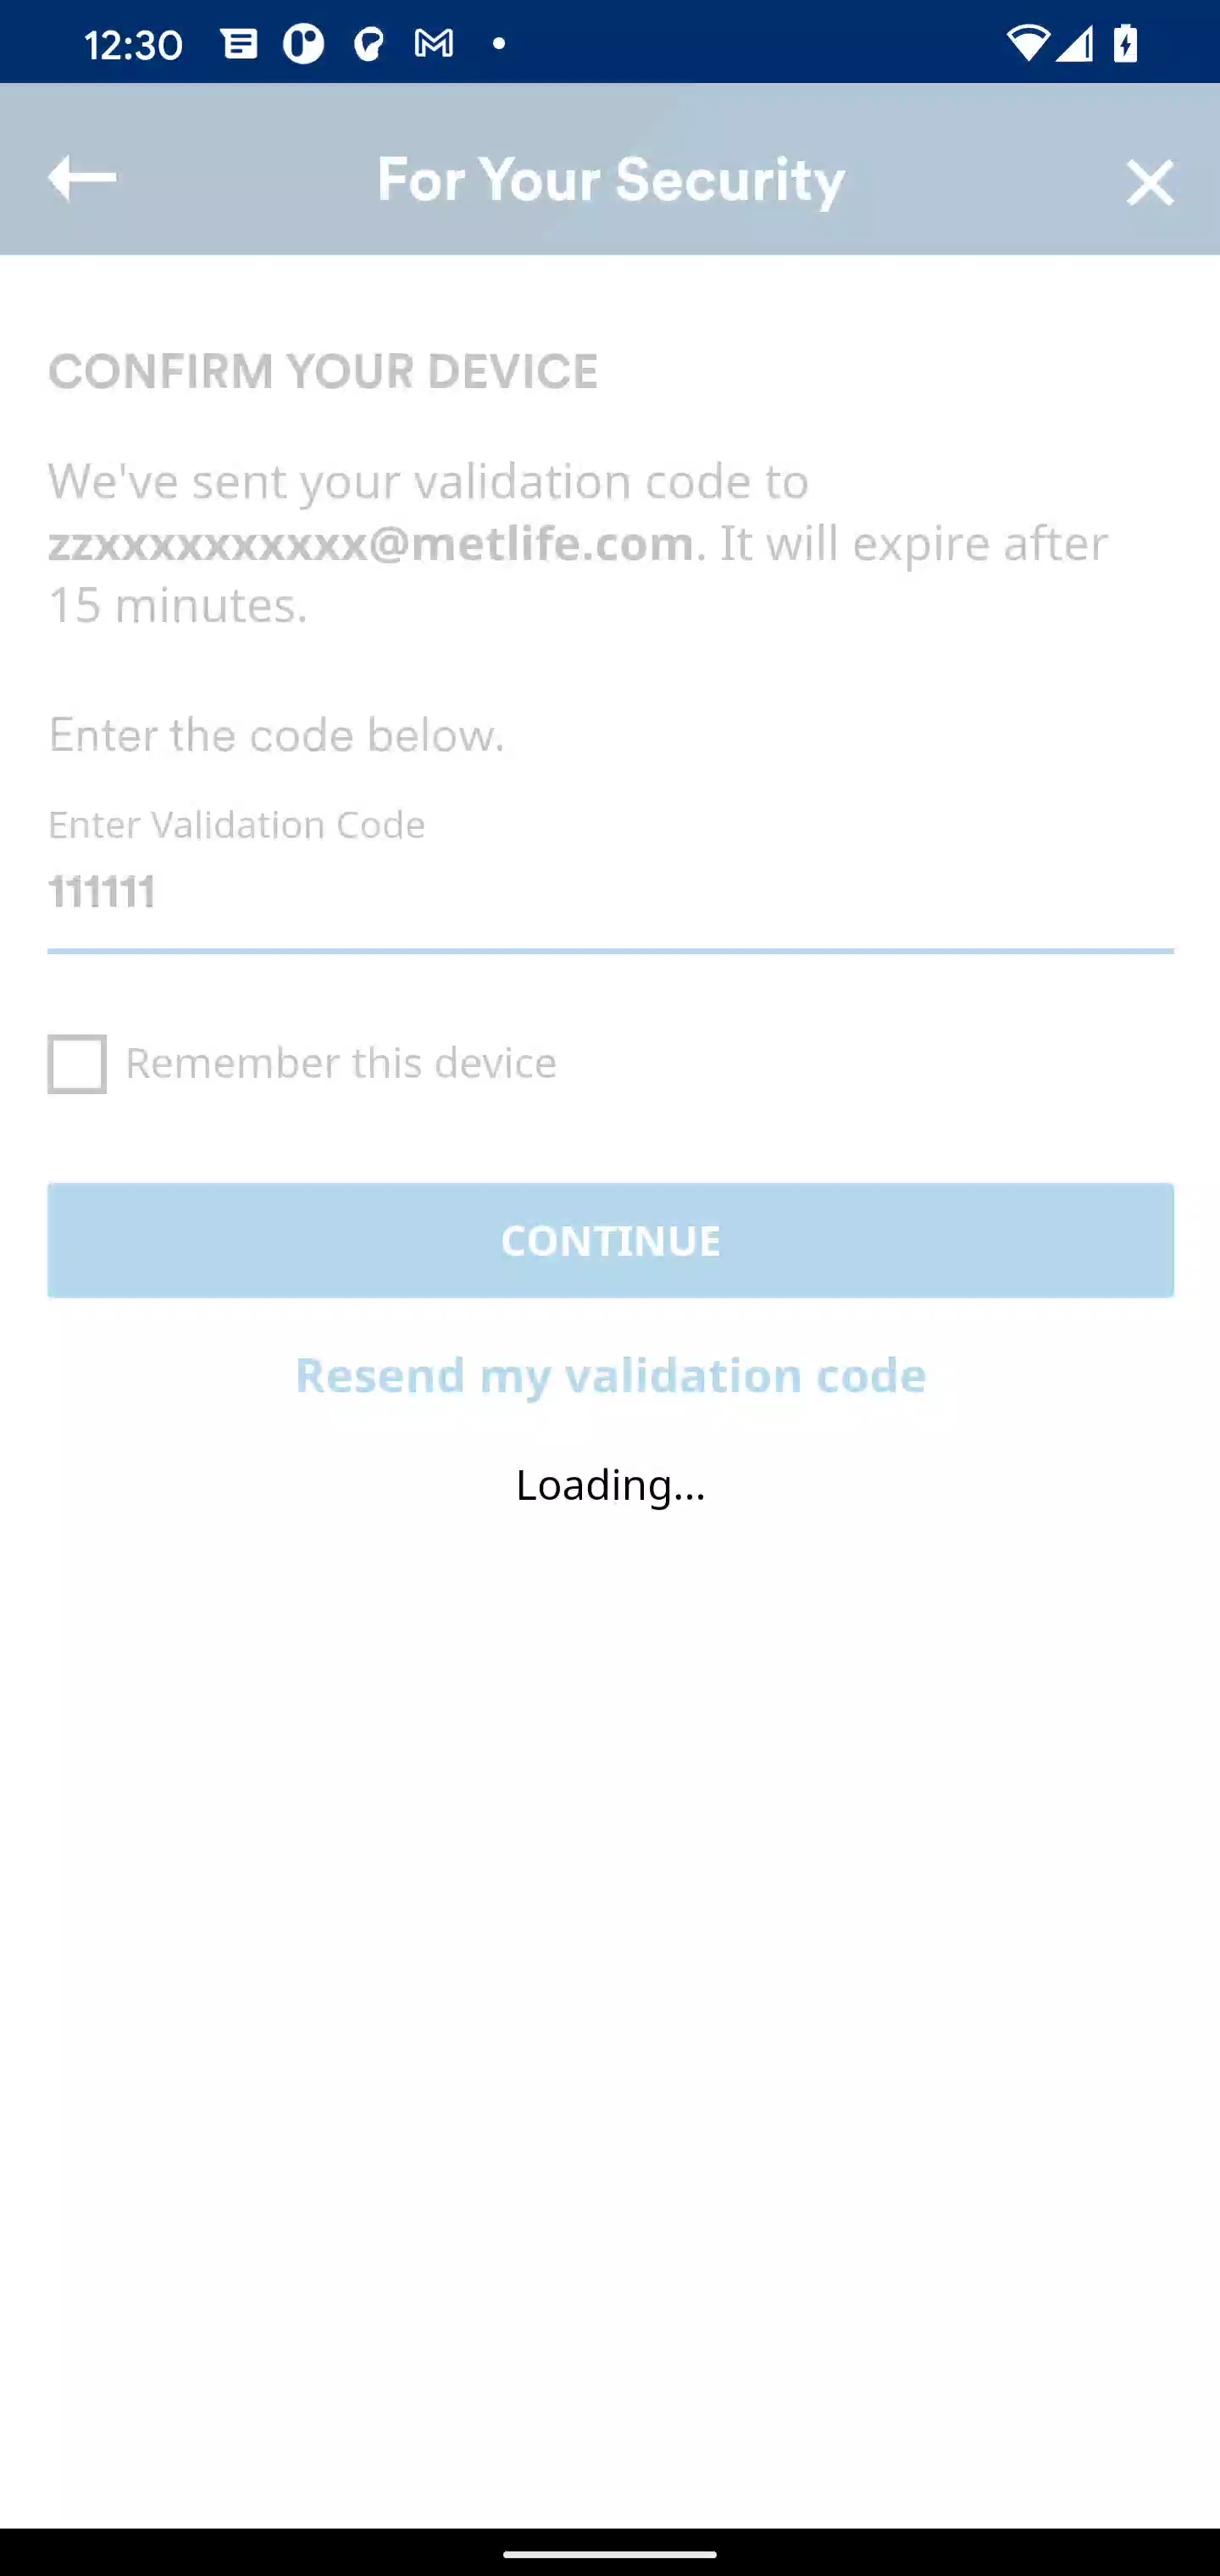 12:30
For Your Security
CONFIRM YOUR DEVICE
We've sent your validation code to
zzxxxxxxxxxx@metlife.com. It will expire after
15 minutes.
Enter the code below.
Enter Validation Code
111111
Remember this device
CONTINUE
Resend my validation code
Loading...